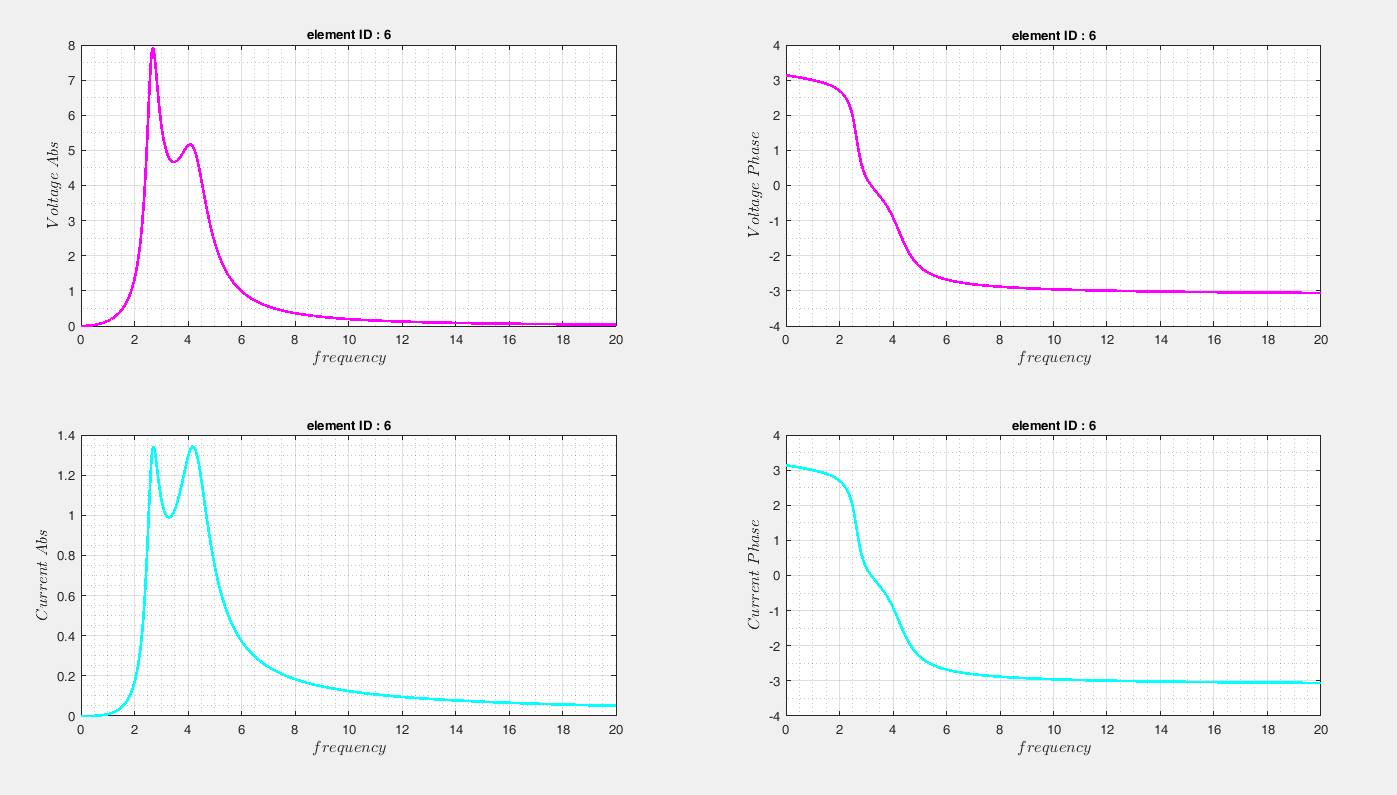 element ID : 6
8
7
6
5
4
3
2
1
0
Voltage Abs
0 2 4 6 8 10 12 14 16 18 20
frequency
element ID : 6
4
3
2
1
0
-1
-2
-3
-4
Voltage Phase
0 2 4 6 8 10 12 14 16 18 20
frequency
element ID : 6
1.4
1.2
1
0.8
0.6
0.4
0.2
0
Current Abs
0 2 4 6 8 10 12 14 16 18 20
frequency
element ID : 6
4
3
2
1
0
-1
-2
-3
-4
Current Phase
0 2 4 6 8 10 12 14 16 18 20
frequency